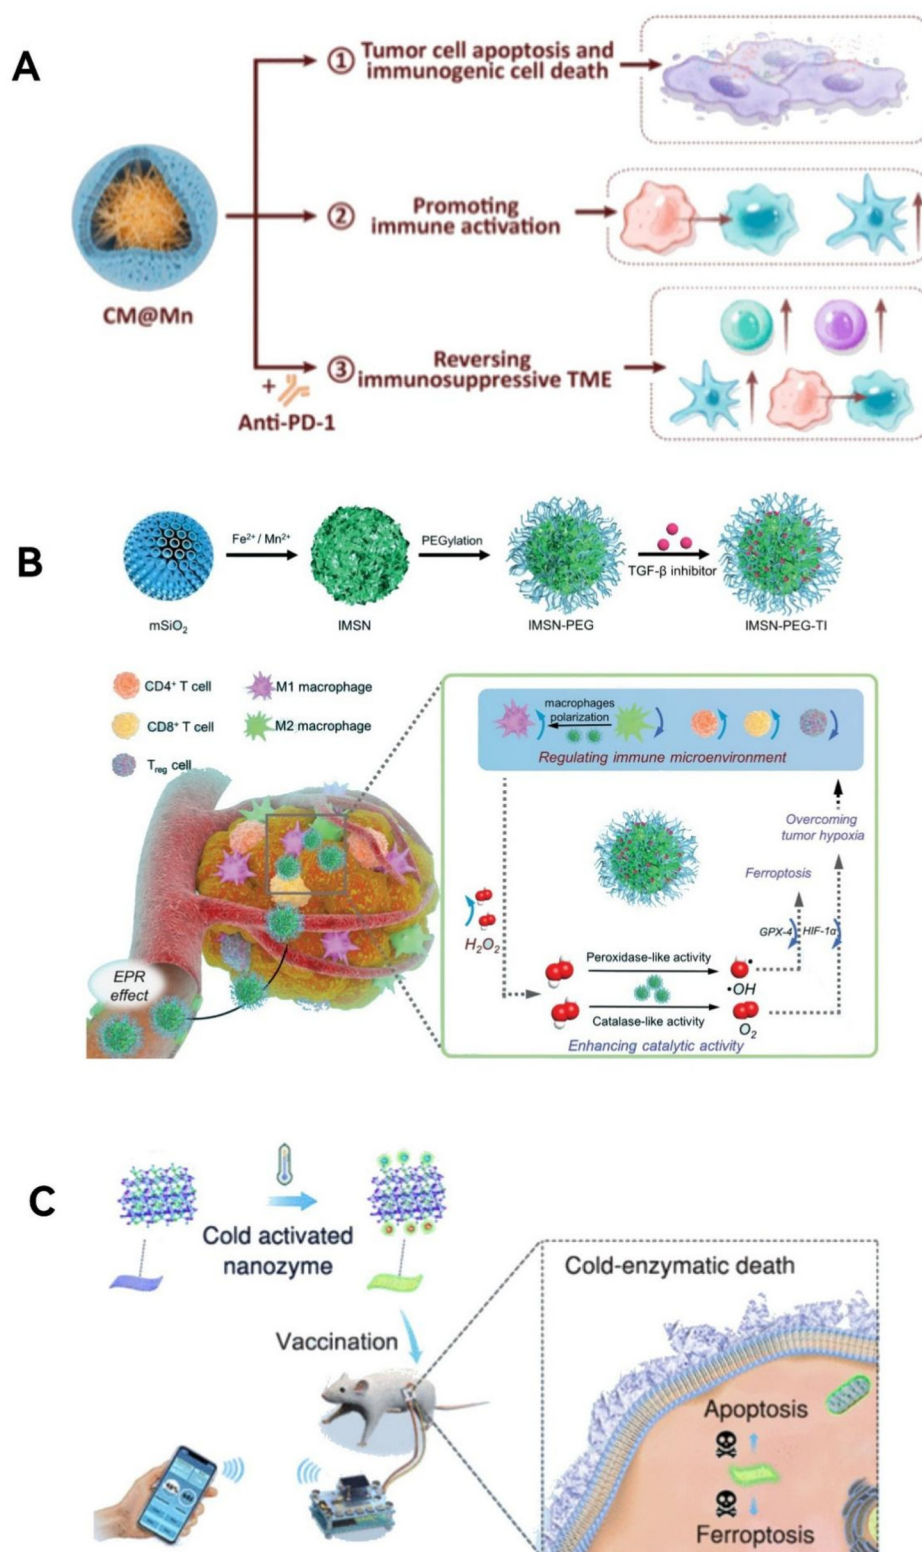 A
① Tumor cell apoptosis and
immunogenic cell death
② Promoting
immune activation
CM@Mn
③ Reversing
immunosuppressive TME
+
Anti-PD-1
B
Fe²⁺ / Mn²⁺
PEGylation
TGF-β inhibitor
mSiO₂
IMSN
IMSN-PEG
IMSN-PEG-TI
CD4⁺ T cell
M1 macrophage
CD8⁺ T cell
M2 macrophage
Treg cell
macrophages
polarization
Regulating immune microenvironment
Overcoming
tumor hypoxia
Ferroptosis
GPX-4
HIF-1α
H₂O₂
Peroxidase-like activity
•OH
Catalase-like activity
O₂
Enhancing catalytic activity
EPR
effect
C
Cold activated
nanozyme
Vaccination
Cold-enzymatic death
Apoptosis
Ferroptosis